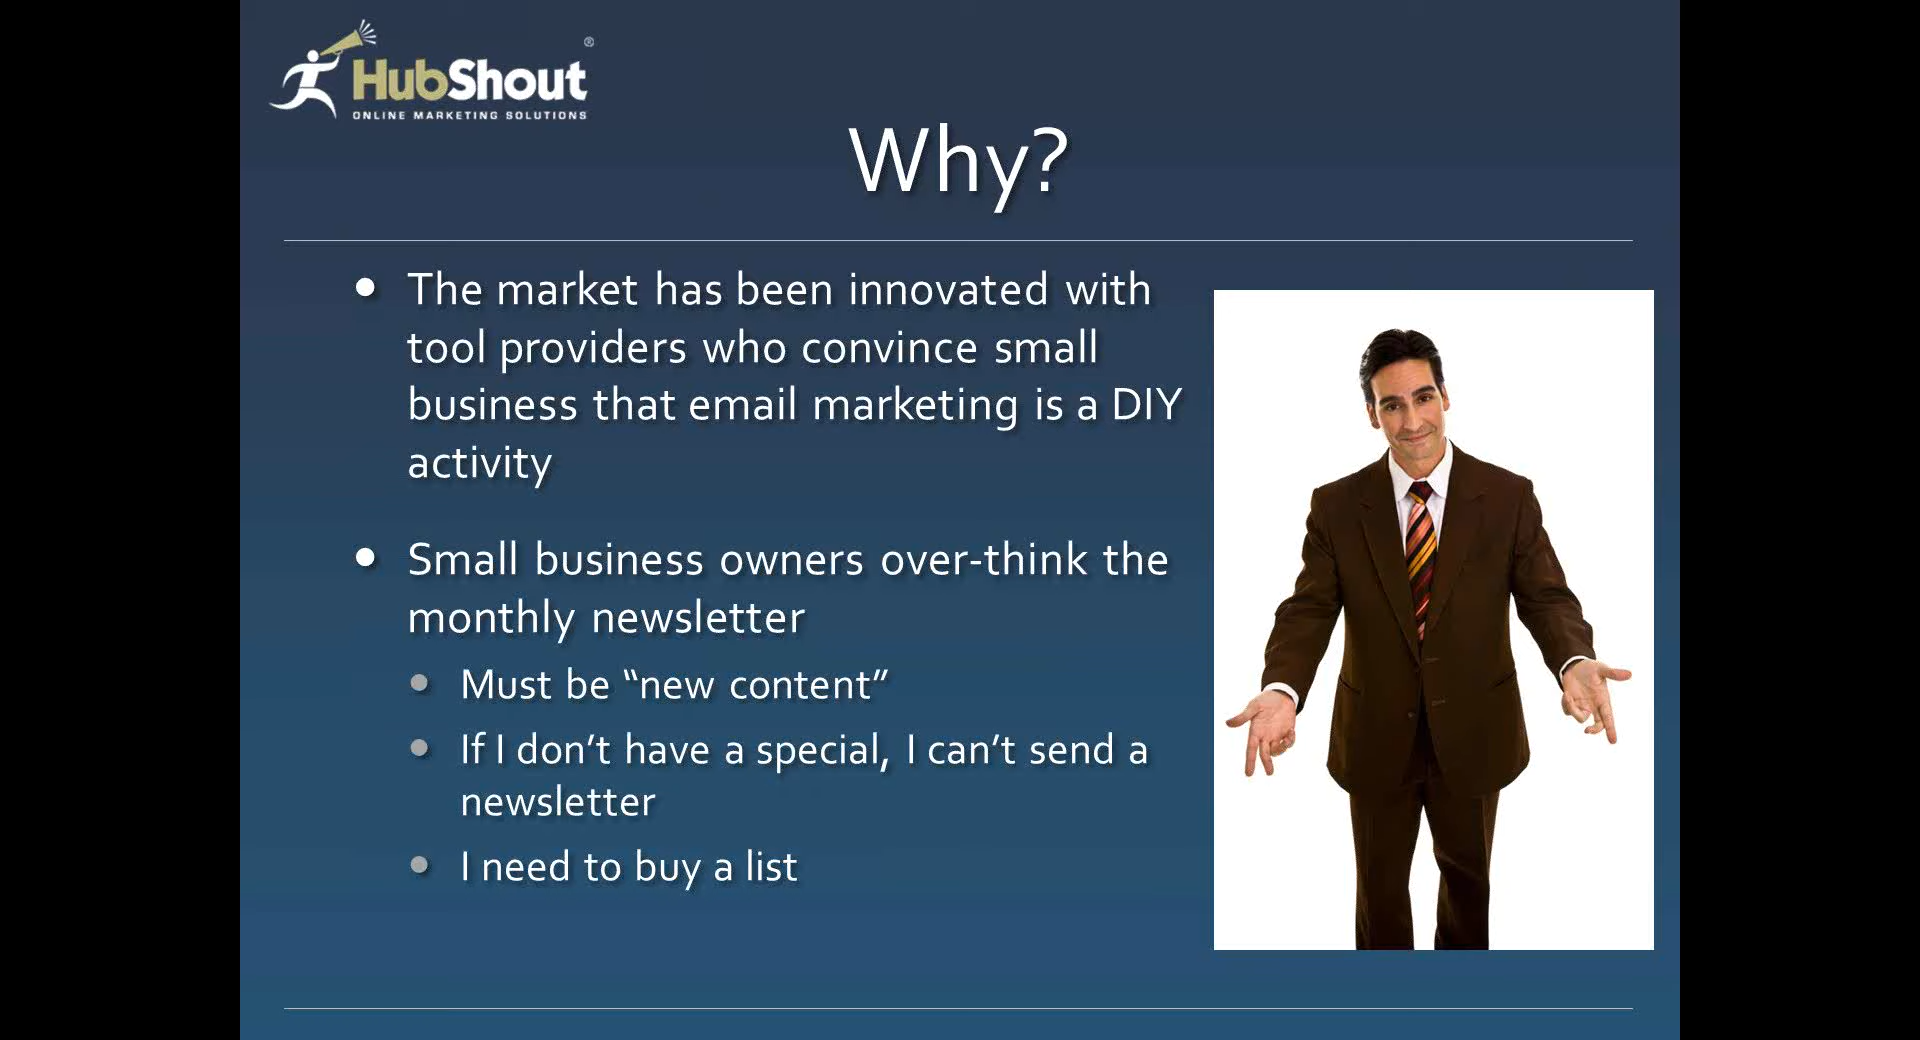 HubShout®
ONLINE MARKETING SOLUTIONS
Why?
The market has been innovated with
tool providers who convince small
business that email marketing is a DIY
activity
Small business owners over-think the
monthly newsletter
Must be “new content”
If I don’t have a special, I can’t send a
newsletter
I need to buy a list